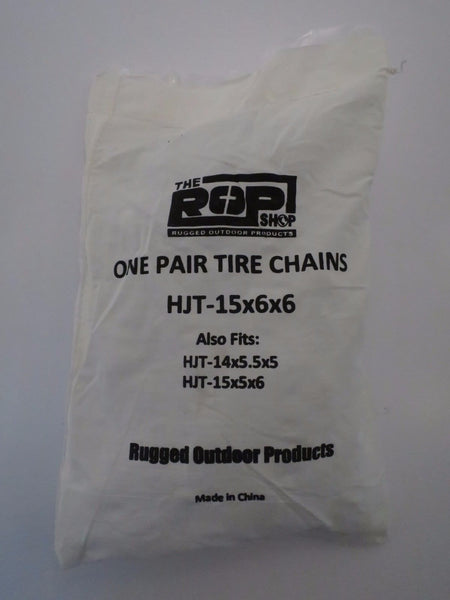 THE
ROP
SHOP
RUGGED OUTDOOR PRODUCTS
ONE PAIR TIRE CHAINS
HJT-15x6x6
Also Fits:
HJT-14x5.5x5
HJT-15x5x6
Rugged Outdoor Products
Made in China